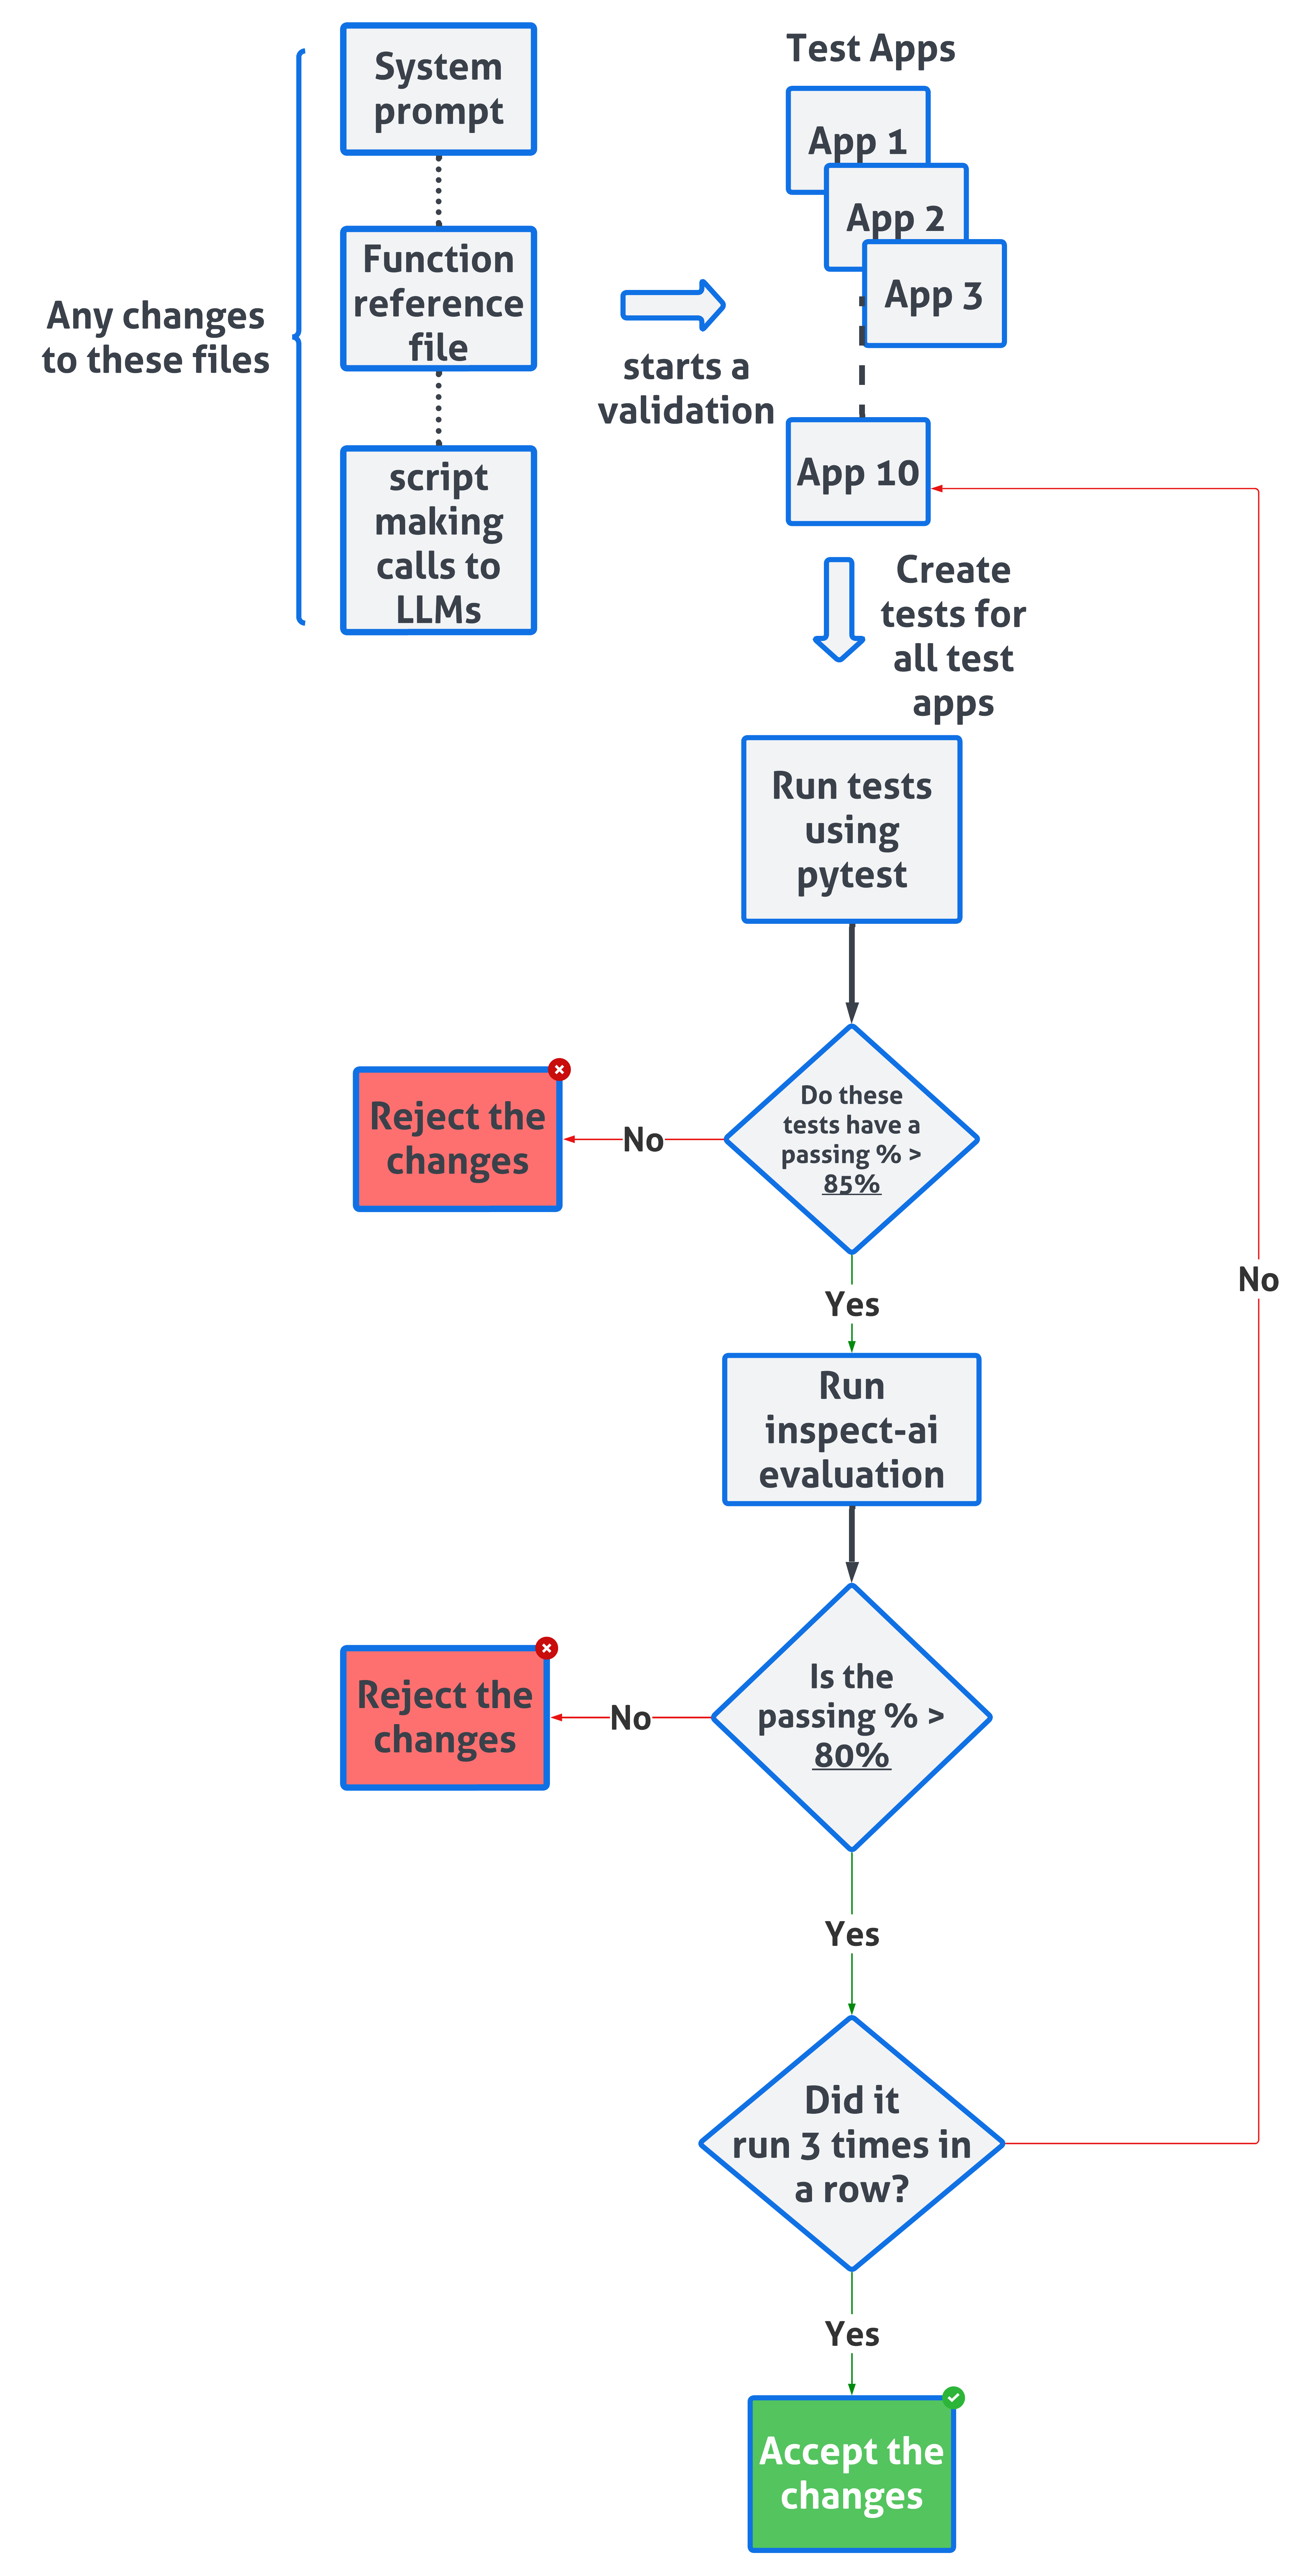 System
prompt
Function
reference
file
script
making
calls to
LLMs
Any changes
to these files
starts a
validation
Test Apps
App 1
App 2
App 3
App 10
Create
tests for
all test
apps
Run tests
using
pytest
Do these
tests have a
passing % >
85%
No
Reject the
changes
Yes
Run
inspect-ai
evaluation
Is the
passing % >
80%
No
Reject the
changes
Yes
Did it
run 3 times in
a row?
No
Yes
Accept the
changes